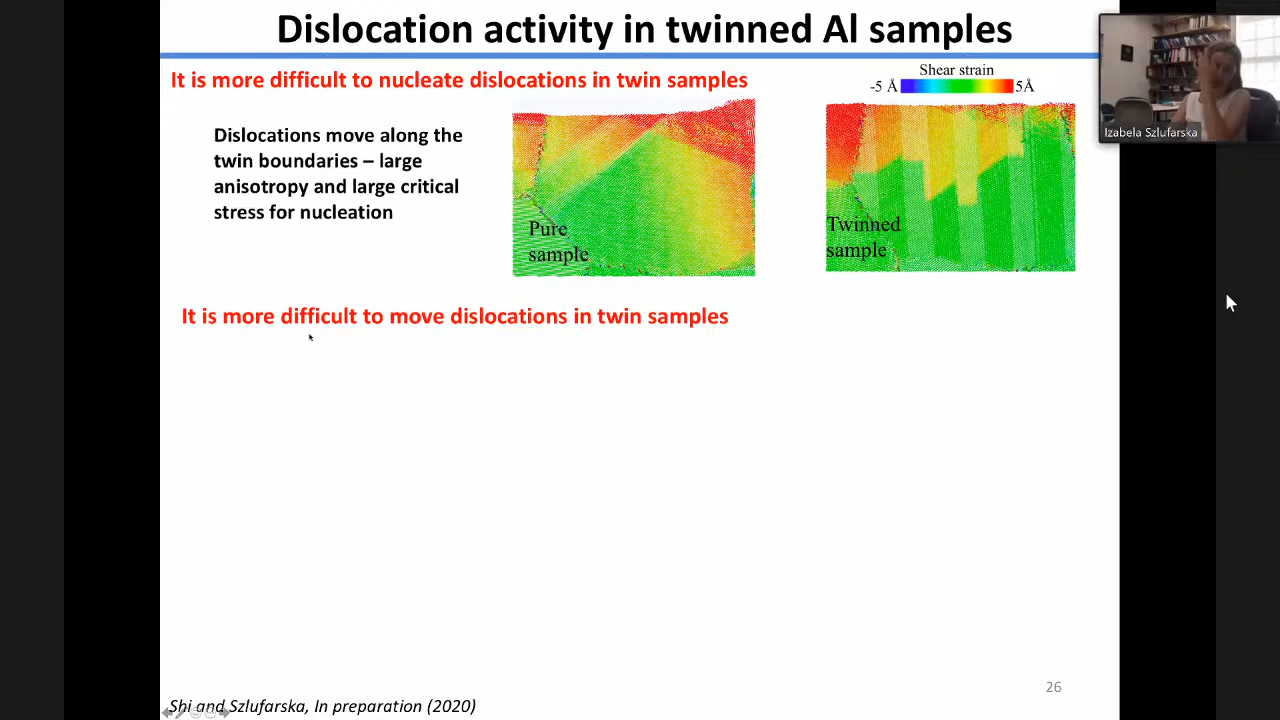 Dislocation activity in twinned Al samples
It is more difficult to nucleate dislocations in twin samples
Shear strain
-5 Å
5Å
Izabela Szlufarska
Dislocations move along the
twin boundaries – large
anisotropy and large critical
stress for nucleation
Pure
sample
Twinned
sample
It is more difficult to move dislocations in twin samples
26
Shi and Szlufarska, In preparation (2020)